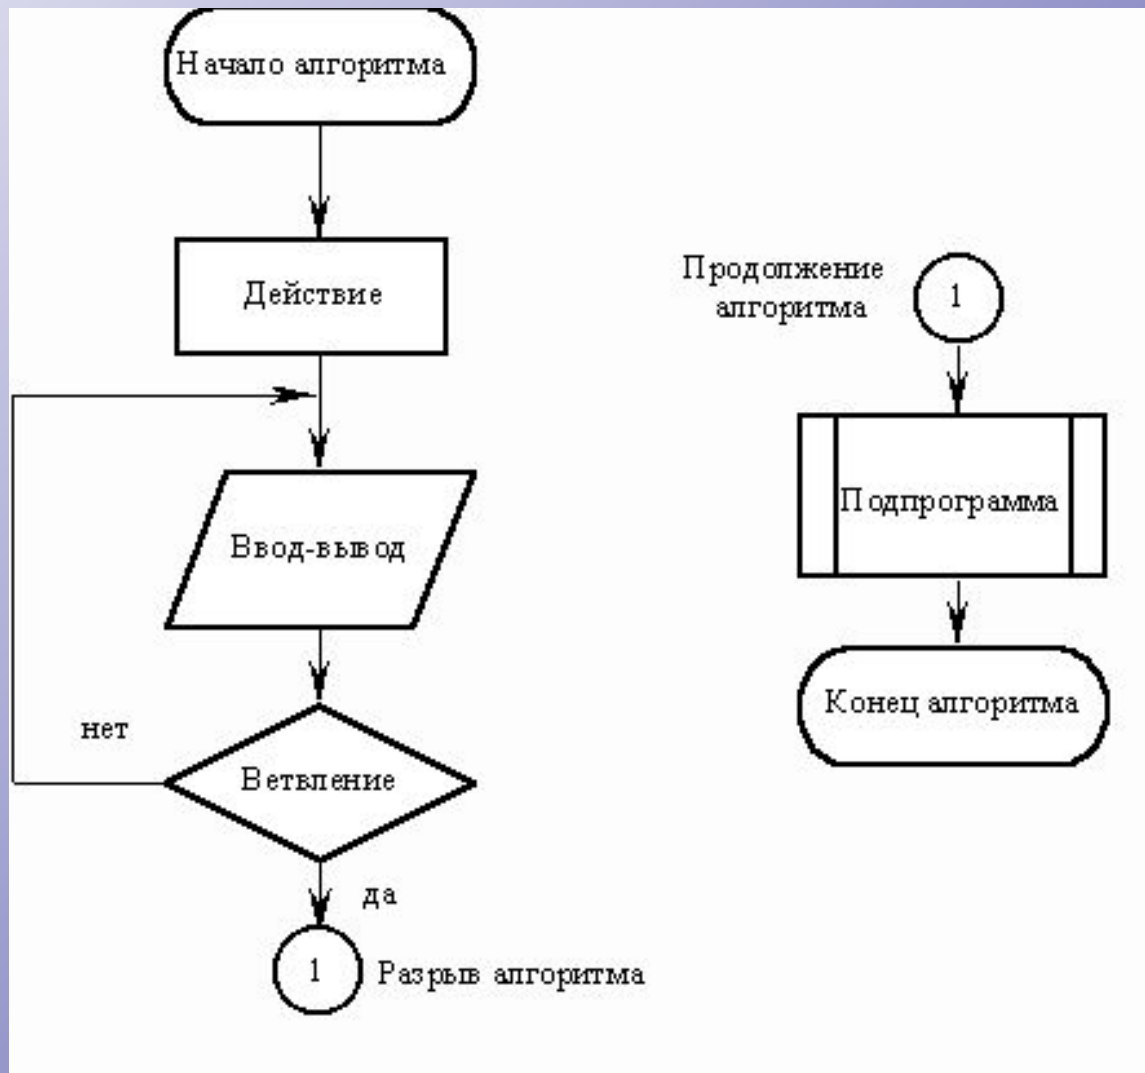 Начало алгоритма
Действие
Ввод-вывод
нет
Ветвление
да
1
Разрыв алгоритма
Продолжение
алгоритма
1
Подпрограмма
Конец алгоритма